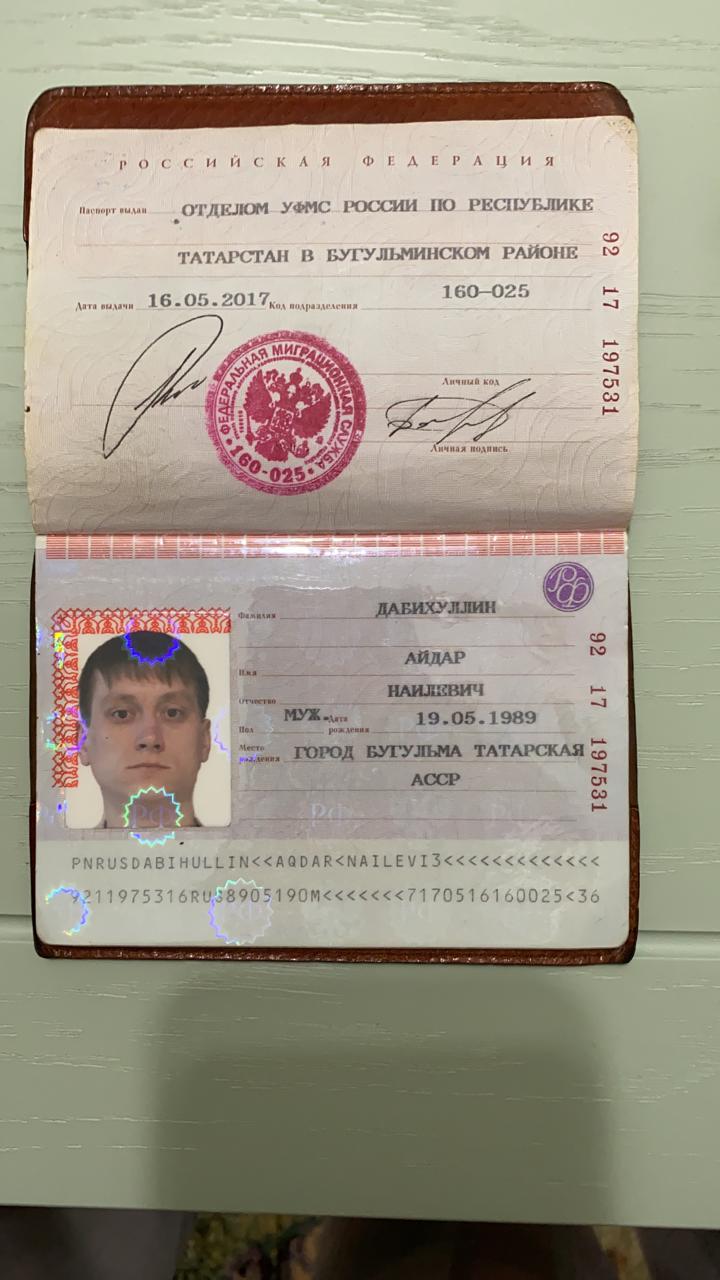 РОССИЙСКАЯ ФЕДЕРАЦИЯ
Паспорт выдан ОТДЕЛОМ УФМС РОССИИ ПО РЕСПУБЛИКЕ
ТАТАРСТАН В БУГУЛЬМИНСКОМ РАЙОНЕ
Дата выдачи 16.05.2017 Код подразделения 160-025
Личный код
Личная подпись
ФЕДЕРАЛЬНАЯ МИГРАЦИОННАЯ СЛУЖБА
160-025
92 17 197531
РФ
Фамилия ДАБИХУЛЛИН
Имя АЙДАР
Отчество НАИЛЕВИЧ
Пол МУЖ. Дата рождения 19.05.1989
Место рождения ГОРОД БУГУЛЬМА ТАТАРСКАЯ
АССР
92 17 197531
PNRUSDABIHULLIN<<AQDAR<NAILEVI3<<<<<<<<<<<<<
9211975316RUS8905190M<<<<<<<7170516160025<36